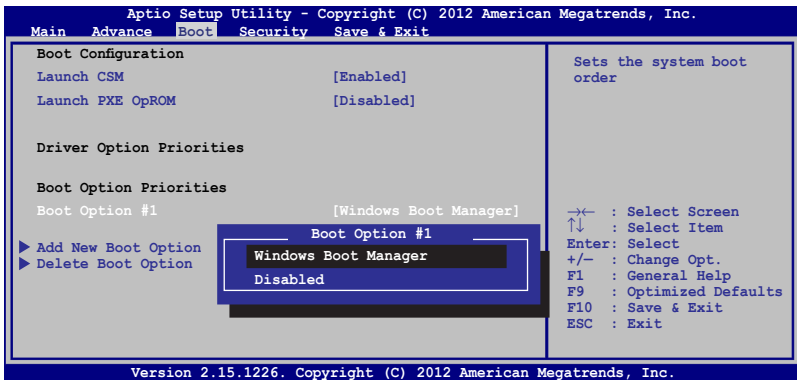 Aptio Setup Utility - Copyright (C) 2012 American Megatrends, Inc.
Main Advance Boot Security Save & Exit
Boot Configuration
Launch CSM [Enabled]
Launch PXE OpROM [Disabled]
Driver Option Priorities
Boot Option Priorities
Boot Option #1 [Windows Boot Manager]
Add New Boot Option
Delete Boot Option
Boot Option #1
Windows Boot Manager
Disabled
Sets the system boot
order
→← : Select Screen
↑↓ : Select Item
Enter: Select
+/— : Change Opt.
F1 : General Help
F9 : Optimized Defaults
F10 : Save & Exit
ESC : Exit
Version 2.15.1226. Copyright (C) 2012 American Megatrends, Inc.